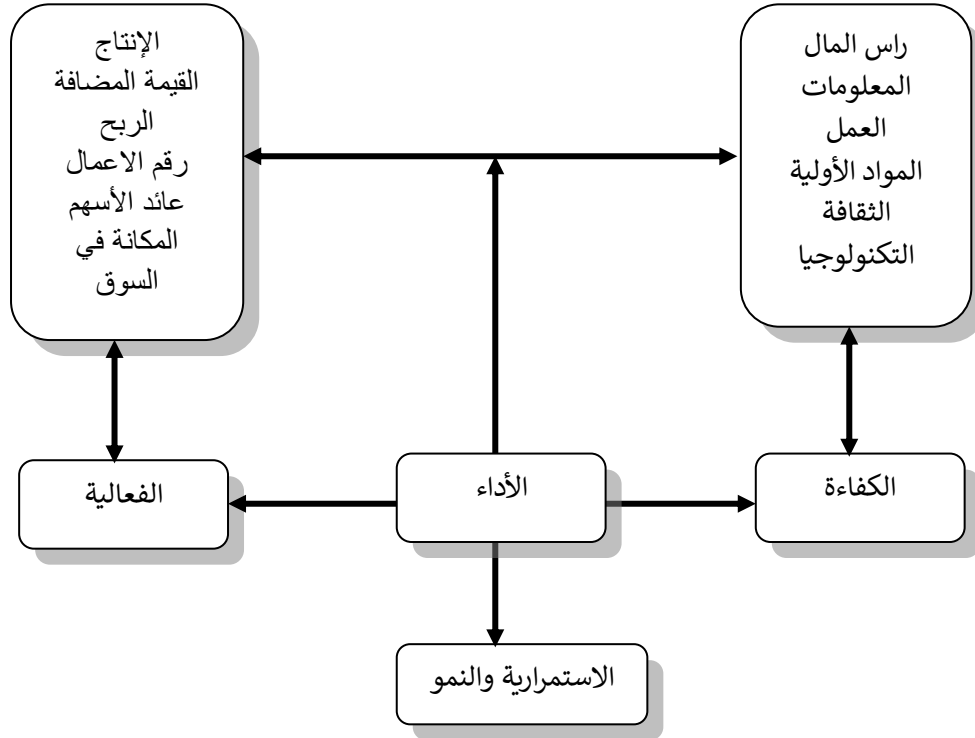 راس المال
المعلومات
العمل
المواد الأولية
الثقافة
التكنولوجيا
الإنتاج
القيمة المضافة
الربح
رقم الاعمال
عائد الأسهم
المكانة في
السوق
الكفاءة
الأداء
الفعالية
الاستمرارية والنمو